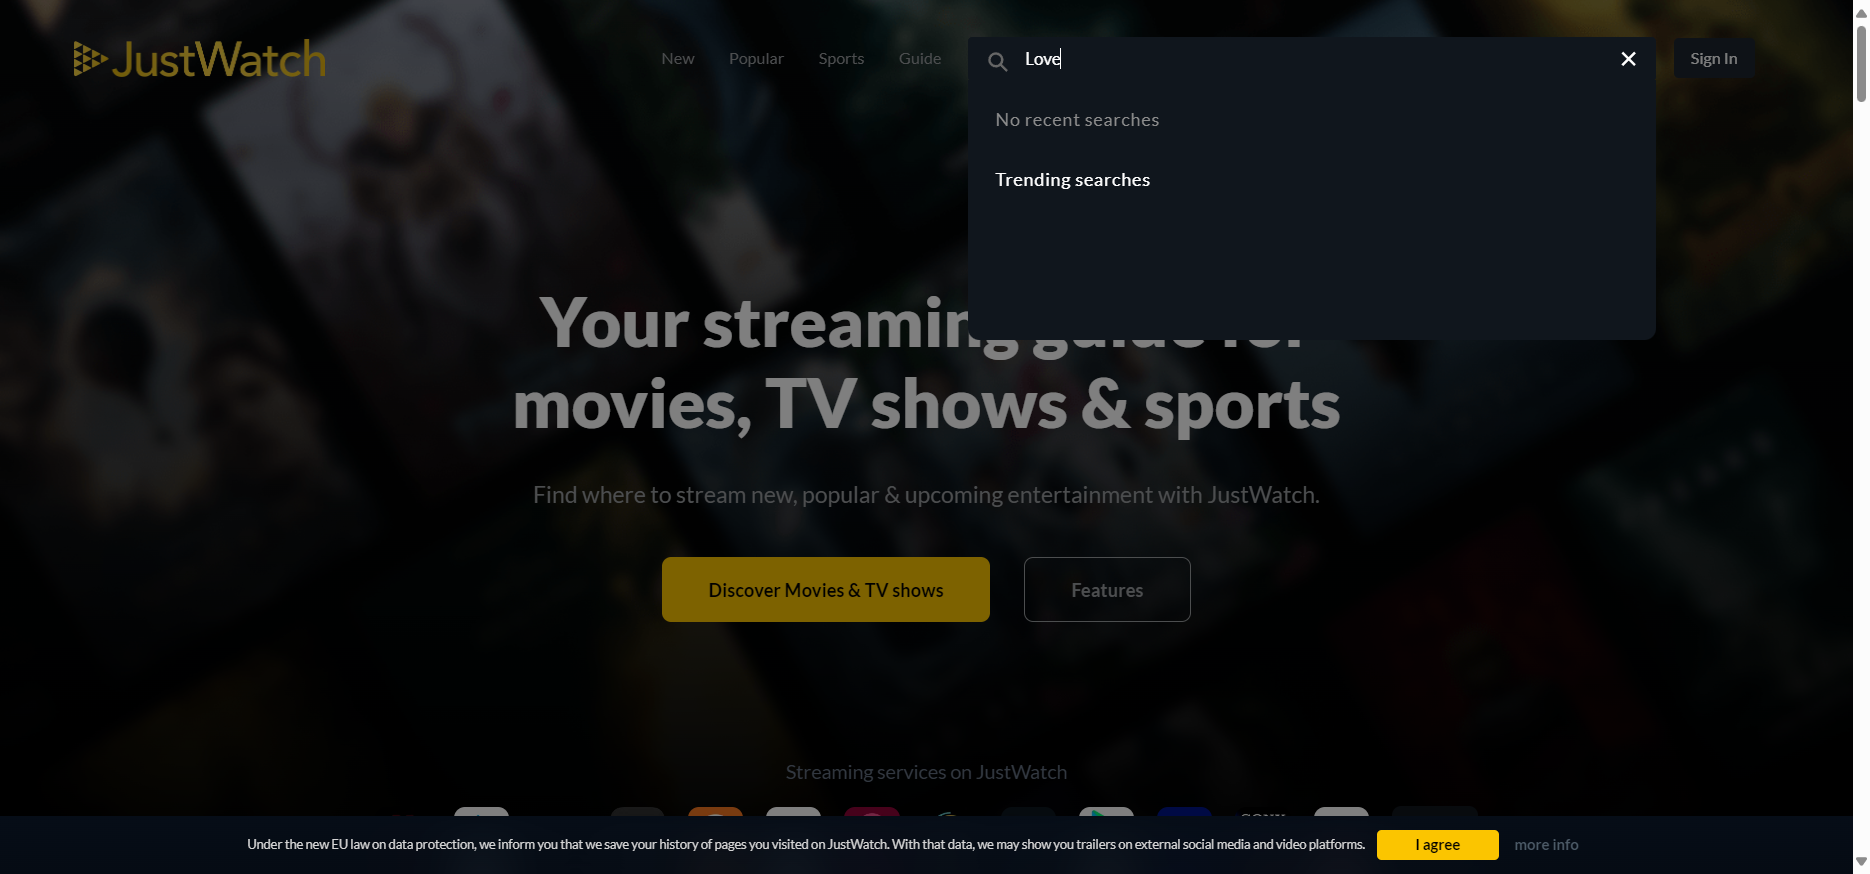 JustWatch
New
Popular
Sports
Guide
Love
Sign In
No recent searches
Trending searches
Your streaming guide for
movies, TV shows & sports
Find where to stream new, popular & upcoming entertainment with JustWatch.
Discover Movies & TV shows
Features
Streaming services on JustWatch
Under the new EU law on data protection, we inform you that we save your history of pages you visited on JustWatch. With that data, we may show you trailers on external social media and video platforms.
I agree
more info